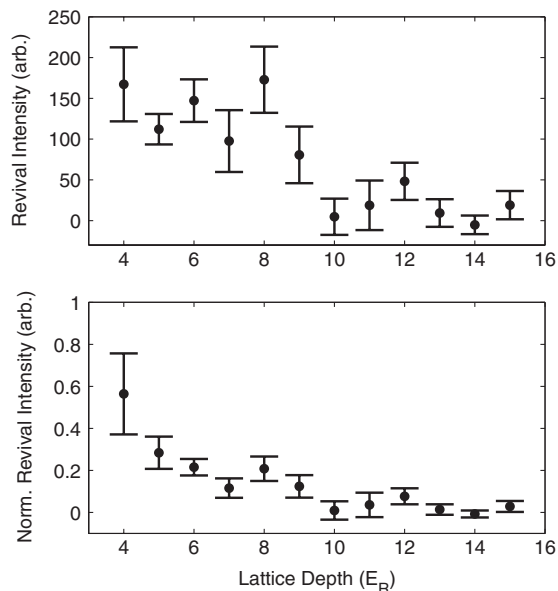 250
200
150
100
50
0
Revival Intensity (arb.)
4 6 8 10 12 14 16
1
0.8
0.6
0.4
0.2
0
Norm. Revival Intensity (arb.)
4 6 8 10 12 14 16
Lattice Depth (E_R)